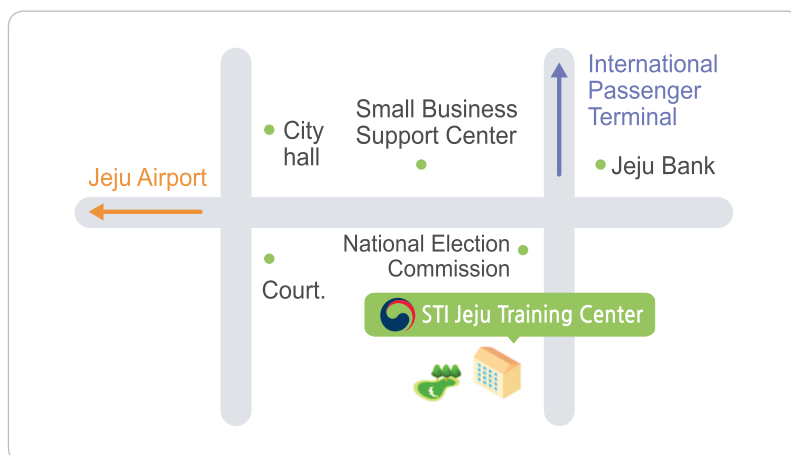 International
Passenger
Terminal
Small Business
Support Center
City
hall
Jeju Bank
Jeju Airport
National Election
Commission
Court.
STI Jeju Training Center